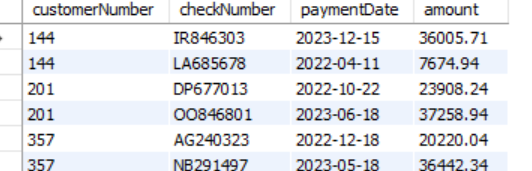 customerNumber checkNumber paymentDate amount
144 IR846303 2023-12-15 36005.71
144 LA685678 2022-04-11 7674.94
201 DP677013 2022-10-22 23908.24
201 OO846801 2023-06-18 37258.94
357 AG240323 2022-12-18 20220.04
357 NB291497 2023-05-18 36442.34